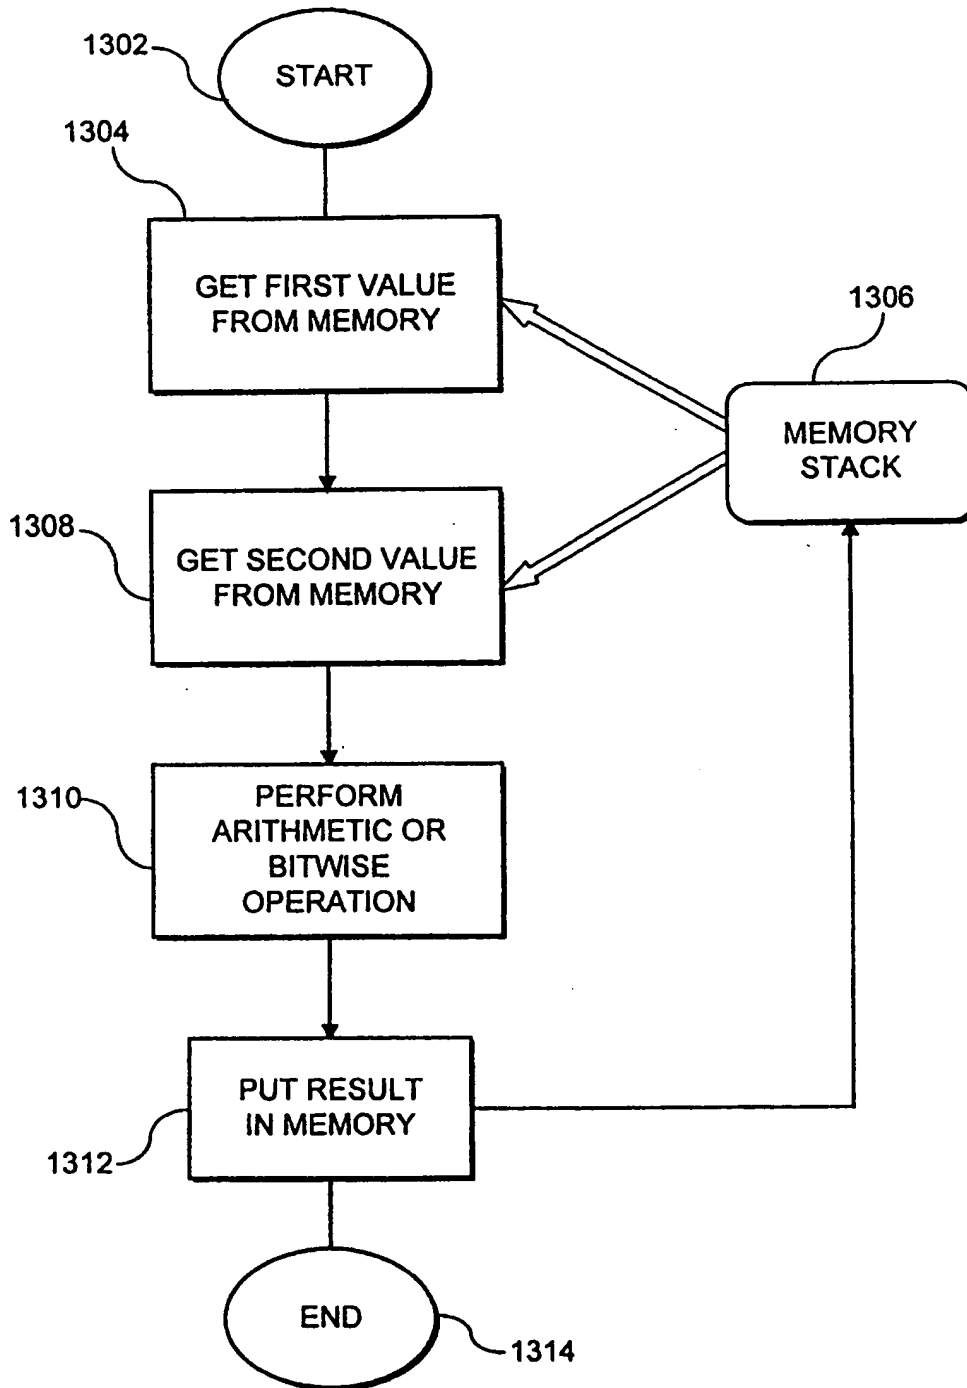 1302
START
1304
GET FIRST VALUE
FROM MEMORY
1306
MEMORY
STACK
1308
GET SECOND VALUE
FROM MEMORY
1310
PERFORM
ARITHMETIC OR
BITWISE
OPERATION
PUT RESULT
IN MEMORY
1312
END
1314